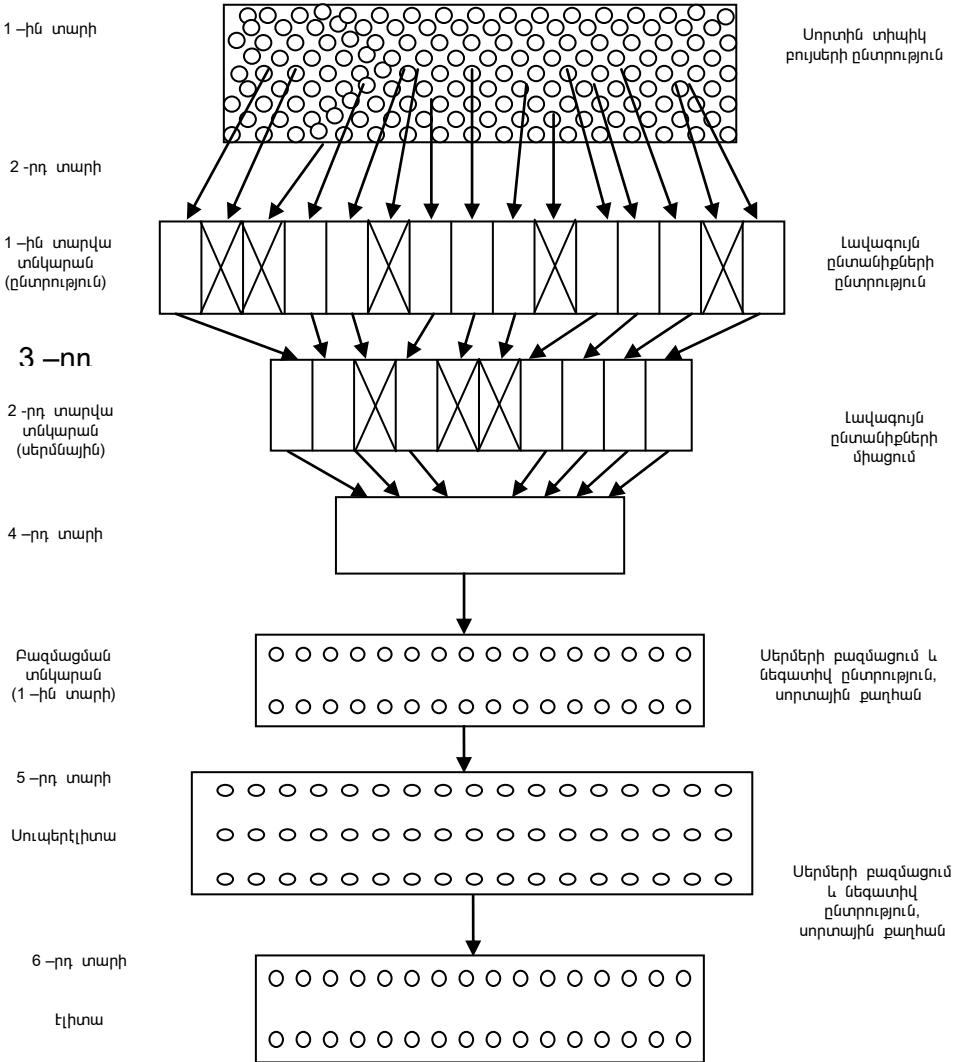 1 –ին տարի
Սորտին տիպիկ
բույսերի ընտրություն
2 -րդ տարի
1 –ին տարվա
տնկարան
(ընտրություն)
Լավագույն
ընտանիքների
ընտրություն
3 –ոո
2 -րդ տարվա
տնկարան
(սերմնային)
Լավագույն
ընտանիքների
միացում
4 –րդ տարի
Բազմացման
տնկարան
(1 –ին տարի)
Սերմերի բազմացում և
նեգատիվ ընտրություն,
սորտային քաղհան
5 –րդ տարի
Սուպերէլիտա
Սերմերի բազմացում
և նեգատիվ
ընտրություն,
սորտային քաղհան
6 –րդ տարի
էլիտա